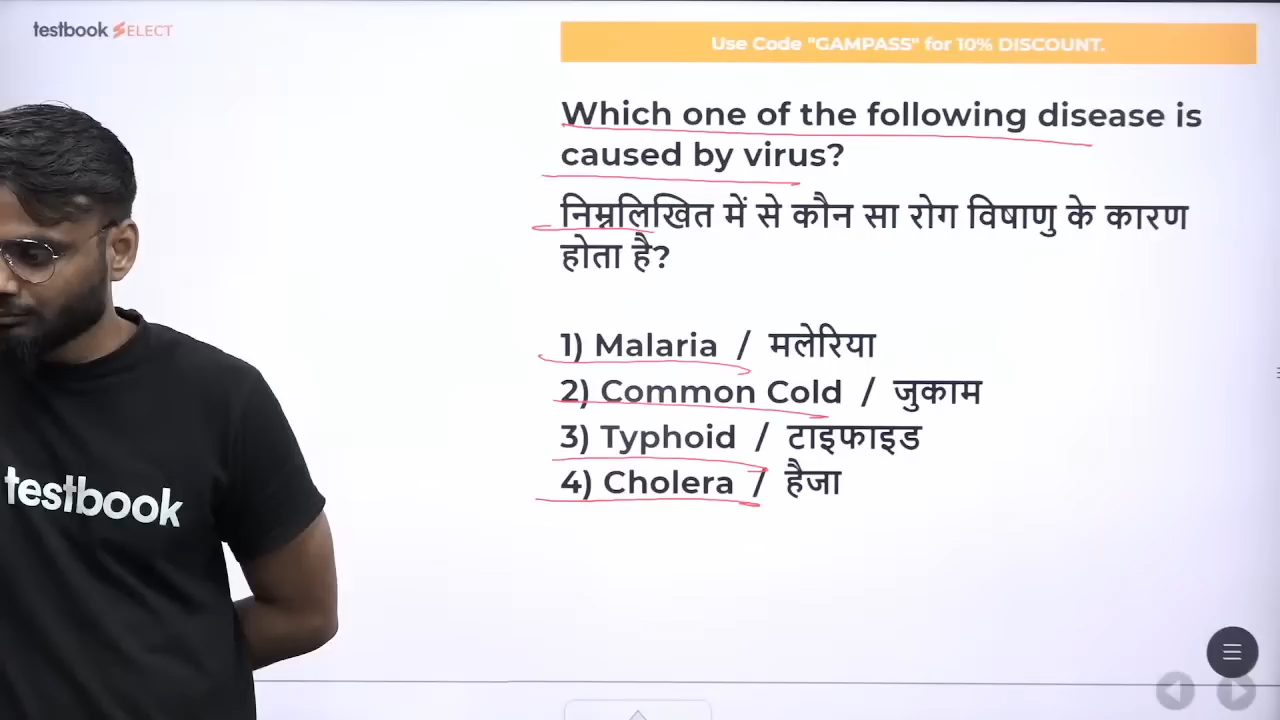 testbook SELECT
Use Code "GAMPASS" for 10% DISCOUNT.
Which one of the following disease is
caused by virus?
निम्नलिखित में से कौन सा रोग विषाणु के कारण
होता है?
1) Malaria / मलेरिया
2) Common Cold / जुकाम
3) Typhoid / टाइफाइड
4) Cholera / हैजा
testbook